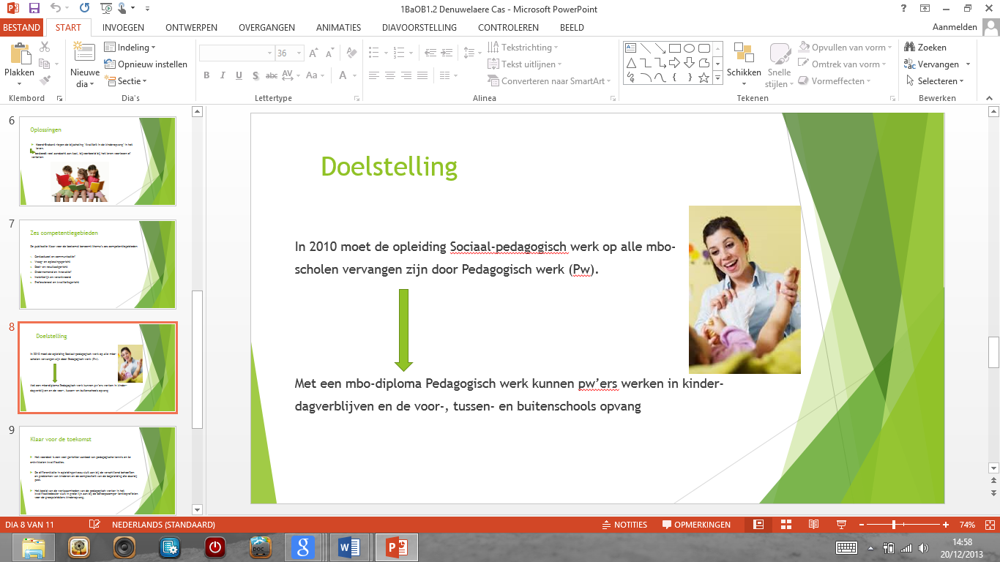 1BaOB1.2 Denuwelaere Cas - Microsoft PowerPoint
BESTAND START INVOEGEN ONTWERPEN OVERGANGEN ANIMATIES DIAVOORSTELLING CONTROLEREN BEELD Aanmelden
Plakken
Klembord
Nieuwe dia
Indeling
Opnieuw instellen
Sectie
Dia's
36
Lettertype
Tekstrichting
Tekst uitlijnen
Converteren naar SmartArt
Alinea
Schikken
Snelle stijlen
Opvullen van vorm
Omtrek van vorm
Vormeffecten
Tekenen
Zoeken
Vervangen
Selecteren
Bewerken
6
Oplossingen
7
Zes competentiegebieden
8
Doelstelling
In 2010 moet de opleiding Sociaal-pedagogisch werk op alle mbo-
scholen vervangen zijn door Pedagogisch werk (Pw).
Met een mbo-diploma Pedagogisch werk kunnen pw'ers werken in kinder-
dagverblijven en de voor-, tussen- en buitenschools opvang
9
Klaar voor de toekomst
Doelstelling
In 2010 moet de opleiding Sociaal-pedagogisch werk op alle mbo-
scholen vervangen zijn door Pedagogisch werk (Pw).
Met een mbo-diploma Pedagogisch werk kunnen pw'ers werken in kinder-
dagverblijven en de voor-, tussen- en buitenschools opvang
DIA 8 VAN 11 NEDERLANDS (STANDAARD) NOTITIES OPMERKINGEN 74%
14:58
20/12/2013